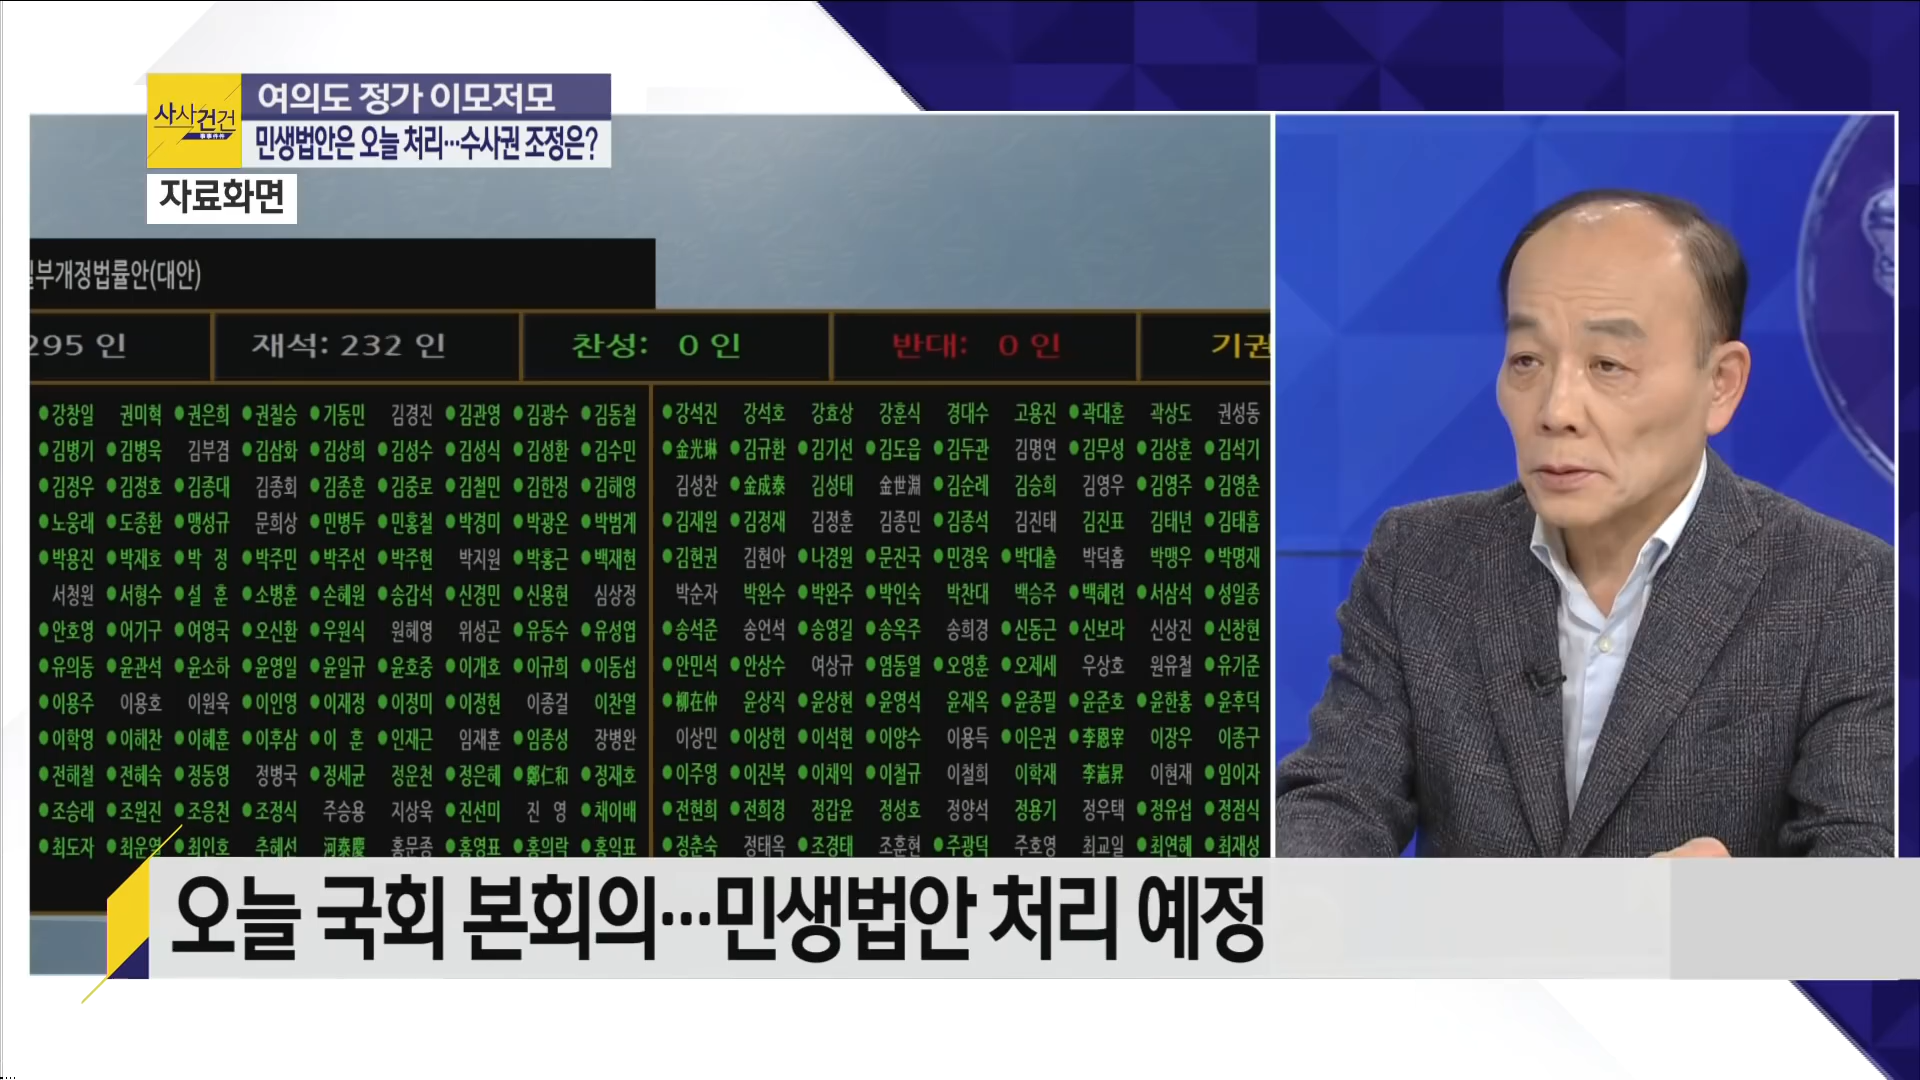 사사건건
事事件件
여의도 정가 이모저모
민생법안은 오늘 처리…수사권 조정은?
자료화면
일부개정법률안(대안)
295 인 재석: 232 인 찬성: 0 인 반대: 0 인 기권
강창일 권미혁 권은희 권칠승 기동민 김경진 김관영 김광수 김동철 강석진 강석호 강효상 강훈식 경대수 고용진 곽대훈 곽상도 권성동
김병기 김병욱 김부겸 김삼화 김상희 김성수 김성식 김성환 김수민 金光琳 김규환 김기선 김도읍 김두관 김명연 김무성 김상훈 김석기
김정우 김정호 김종대 김종회 김종훈 김중로 김철민 김한정 김해영 김성찬 金成泰 김성태 金世淵 김순례 김승희 김영우 김영주 김영춘
노웅래 도종환 맹성규 문희상 민병두 민홍철 박경미 박광온 박범계 김재원 김정재 김정훈 김종민 김종석 김진태 김진표 김태년 김태흠
박용진 박재호 박 정 박주민 박주선 박주현 박지원 박홍근 백재현 김현권 김현아 나경원 문진국 민경욱 박대출 박덕흠 박맹우 박명재
서청원 서형수 설 훈 소병훈 손혜원 송갑석 신경민 신용현 심상정 박순자 박완수 박완주 박인숙 박찬대 백승주 백혜련 서삼석 성일종
안호영 어기구 여영국 오신환 우원식 원혜영 위성곤 유동수 유성엽 송석준 송언석 송영길 송옥주 송희경 신동근 신보라 신상진 신창현
유의동 윤관석 윤소하 윤영일 윤일규 윤호중 이개호 이규희 이동섭 안민석 안상수 여상규 염동열 오영훈 오제세 우상호 원유철 유기준
이용주 이용호 이원욱 이인영 이재정 이정미 이정현 이종걸 이찬열 柳在仲 윤상직 윤상현 윤영석 윤재옥 윤종필 윤준호 윤한홍 윤후덕
이학영 이해찬 이혜훈 이후삼 이 훈 인재근 임재훈 임종성 장병완 이상민 이상헌 이석현 이양수 이용득 이은권 李恩宰 이장우 이종구
전해철 전혜숙 정동영 정병국 정세균 정운천 정은혜 鄭仁和 정재호 이주영 이진복 이채익 이철규 이철희 이학재 李憲昇 이현재 임이자
조승래 조원진 조응천 조정식 주승용 지상욱 진선미 진 영 채이배 전현희 전희경 정갑윤 정성호 정양석 정용기 정우택 정유섭 정점식
최도자 최운열 최인호 추혜선 河泰慶 홍문종 홍영표 홍의락 홍익표 정춘숙 정태옥 조경태 조훈현 주광덕 주호영 최교일 최연혜 최재성
오늘 국회 본회의…민생법안 처리 예정